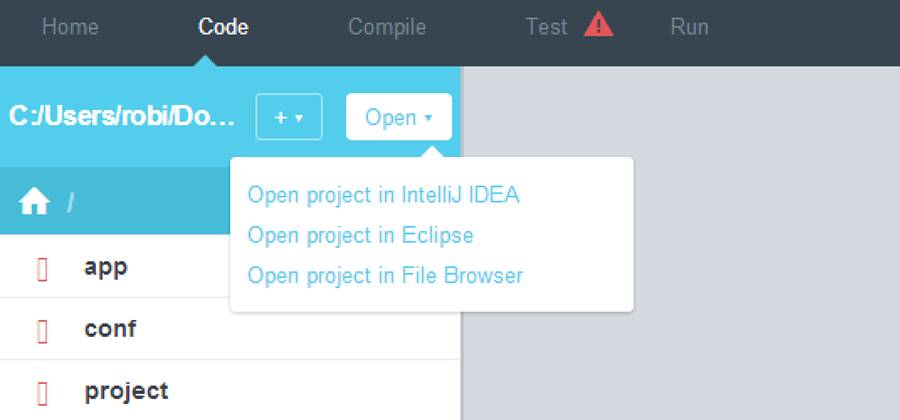 Home Code Compile Test Run
C:/Users/robi/Do... + Open
/
Open project in IntelliJ IDEA
Open project in Eclipse
Open project in File Browser
app
conf
project